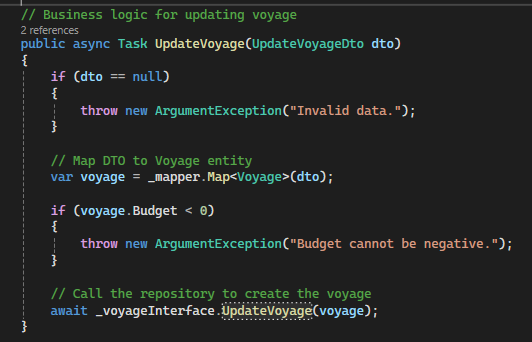 // Business logic for updating voyage
2 references
public async Task UpdateVoyage(UpdateVoyageDto dto)
{
    if (dto == null)
    {
        throw new ArgumentException("Invalid data.");
    }

    // Map DTO to Voyage entity
    var voyage = _mapper.Map<Voyage>(dto);

    if (voyage.Budget < 0)
    {
        throw new ArgumentException("Budget cannot be negative.");
    }

    // Call the repository to create the voyage
    await _voyageInterface.UpdateVoyage(voyage);
}